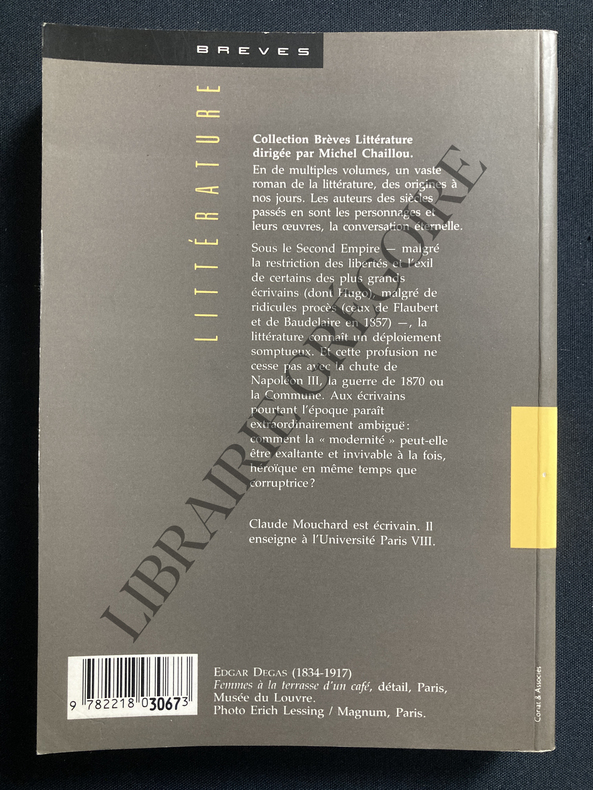 BREVES
LITTÉRATURE
Collection Brèves Littérature
dirigée par Michel Chaillou.
En de multiples volumes, un vaste
roman de la littérature, des origines à
nos jours. Les auteurs des siècles
passés en sont les personnages et
leurs œuvres, la conversation éternelle.
Sous le Second Empire — malgré
la restriction des libertés et l'exil
de certains des plus grands
écrivains (dont Hugo), malgré de
ridicules procès (ceux de Flaubert
et de Baudelaire en 1857) —, la
littérature connaît un déploiement
somptueux. Et cette profusion ne
cesse pas avec la chute de
Napoléon III, la guerre de 1870 ou
la Commune. Aux écrivains
pourtant l'époque paraît
extraordinairement ambiguë :
comment la « modernité » peut-elle
être exaltante et invivable à la fois,
héroïque en même temps que
corruptrice ?
Claude Mouchard est écrivain. Il
enseigne à l'Université Paris VIII.
LIBRAIRIE GRÉGOIRE
9 782218 030673
EDGAR DEGAS (1834-1917)
Femmes à la terrasse d'un café, détail, Paris,
Musée du Louvre.
Photo Erich Lessing / Magnum, Paris.
Corrat & Associés